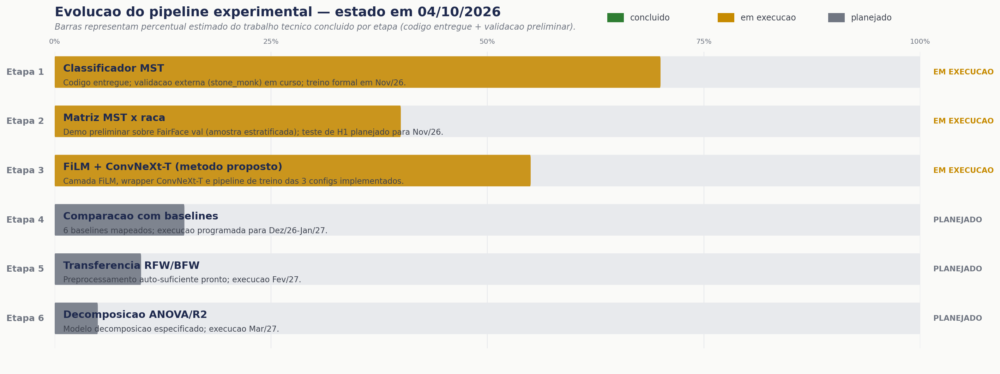 Evolucao do pipeline experimental — estado em 04/10/2026
Barras representam percentual estimado do trabalho tecnico concluido por etapa (codigo entregue + validacao preliminar).
concluido
em execucao
planejado
0%
25%
50%
75%
100%
Etapa 1
Classificador MST
Codigo entregue; validacao externa (stone_monk) em curso; treino formal em Nov/26.
EM EXECUCAO
Etapa 2
Matriz MST x raca
Demo preliminar sobre FairFace val (amostra estratificada); teste de H1 planejado para Nov/26.
EM EXECUCAO
Etapa 3
FiLM + ConvNeXt-T (metodo proposto)
Camada FiLM, wrapper ConvNeXt-T e pipeline de treino das 3 configs implementados.
EM EXECUCAO
Etapa 4
Comparacao com baselines
6 baselines mapeados; execucao programada para Dez/26-Jan/27.
PLANEJADO
Etapa 5
Transferencia RFW/BFW
Preprocessamento auto-suficiente pronto; execucao Fev/27.
PLANEJADO
Etapa 6
Decomposicao ANOVA/R2
Modelo decomposicao especificado; execucao Mar/27.
PLANEJADO